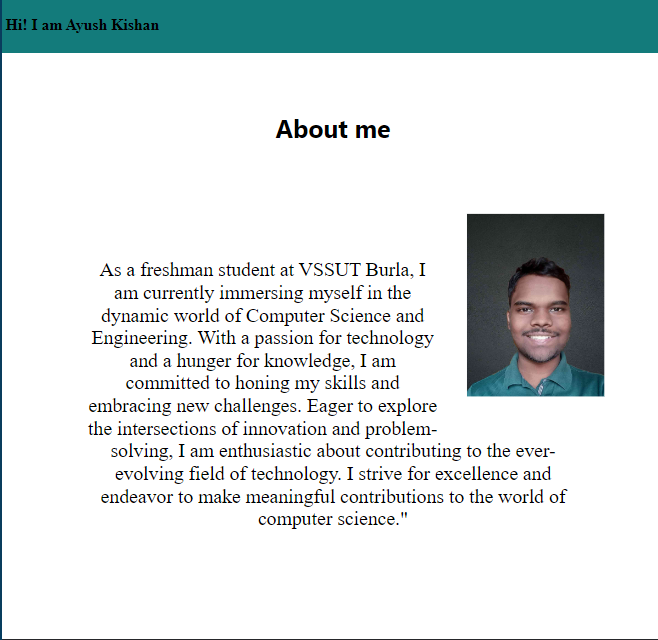 Hi! I am Ayush Kishan
About me
As a freshman student at VSSUT Burla, I
am currently immersing myself in the
dynamic world of Computer Science and
Engineering. With a passion for technology
and a hunger for knowledge, I am
committed to honing my skills and
embracing new challenges. Eager to explore
the intersections of innovation and problem-
solving, I am enthusiastic about contributing to the ever-
evolving field of technology. I strive for excellence and
endeavor to make meaningful contributions to the world of
computer science."